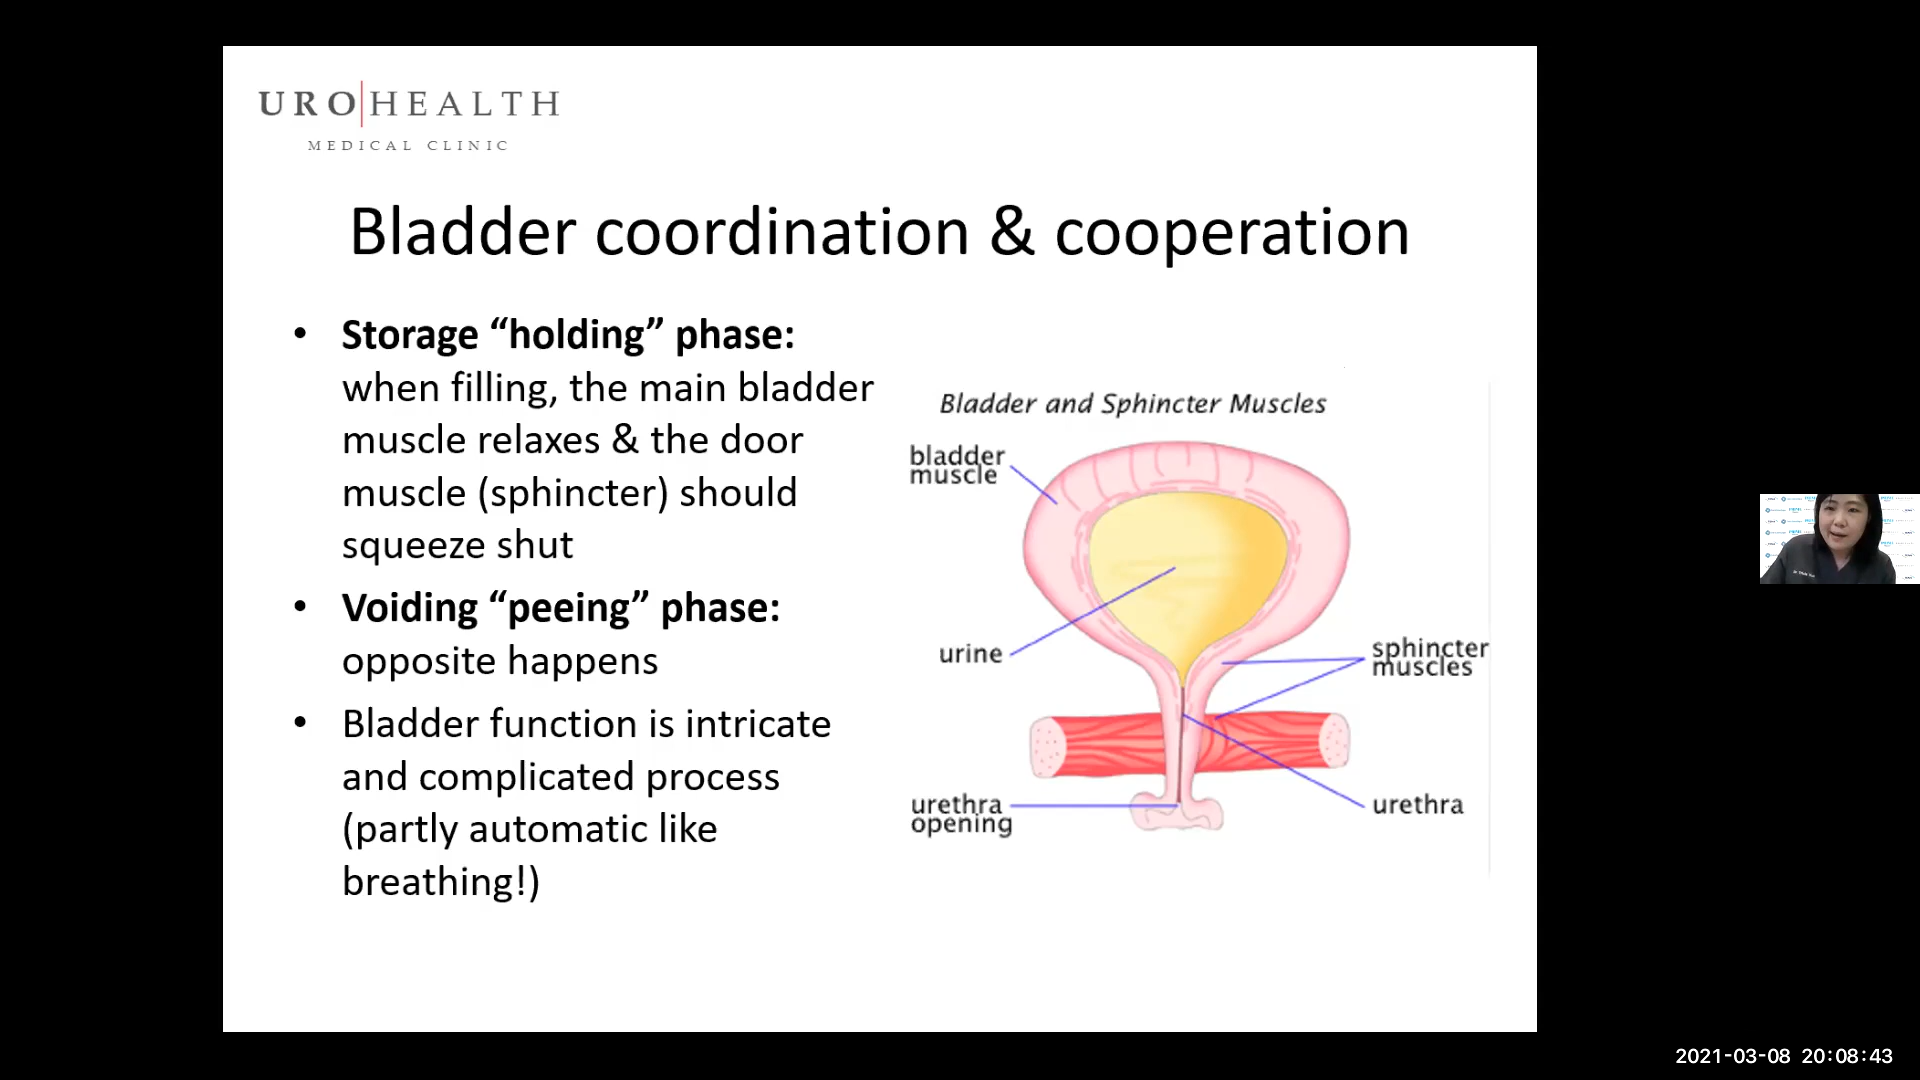 URO|HEALTH
MEDICAL CLINIC
Bladder coordination & cooperation
• Storage “holding” phase:
when filling, the main bladder
muscle relaxes & the door
muscle (sphincter) should
squeeze shut
• Voiding “peeing” phase:
opposite happens
• Bladder function is intricate
and complicated process
(partly automatic like
breathing!)
Bladder and Sphincter Muscles
bladder
muscle
urine
sphincter
muscles
urethra
opening
urethra
2021-03-08 20:08:43